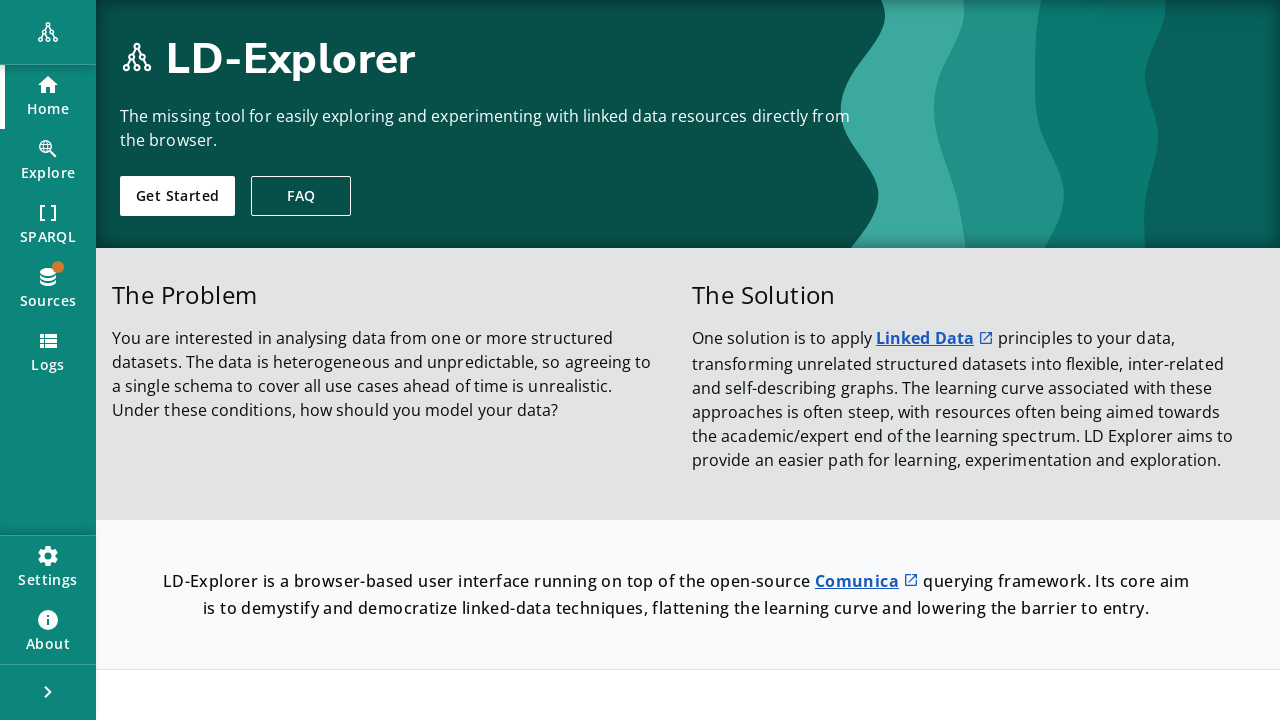 Home
Explore
SPARQL
Sources
Logs
Settings
About
LD-Explorer
The missing tool for easily exploring and experimenting with linked data resources directly from
the browser.
Get Started
FAQ
The Problem
You are interested in analysing data from one or more structured
datasets. The data is heterogeneous and unpredictable, so agreeing to
a single schema to cover all use cases ahead of time is unrealistic.
Under these conditions, how should you model your data?
The Solution
One solution is to apply Linked Data principles to your data,
transforming unrelated structured datasets into flexible, inter-related
and self-describing graphs. The learning curve associated with these
approaches is often steep, with resources often being aimed towards
the academic/expert end of the learning spectrum. LD Explorer aims to
provide an easier path for learning, experimentation and exploration.
LD-Explorer is a browser-based user interface running on top of the open-source Comunica querying framework. Its core aim
is to demystify and democratize linked-data techniques, flattening the learning curve and lowering the barrier to entry.